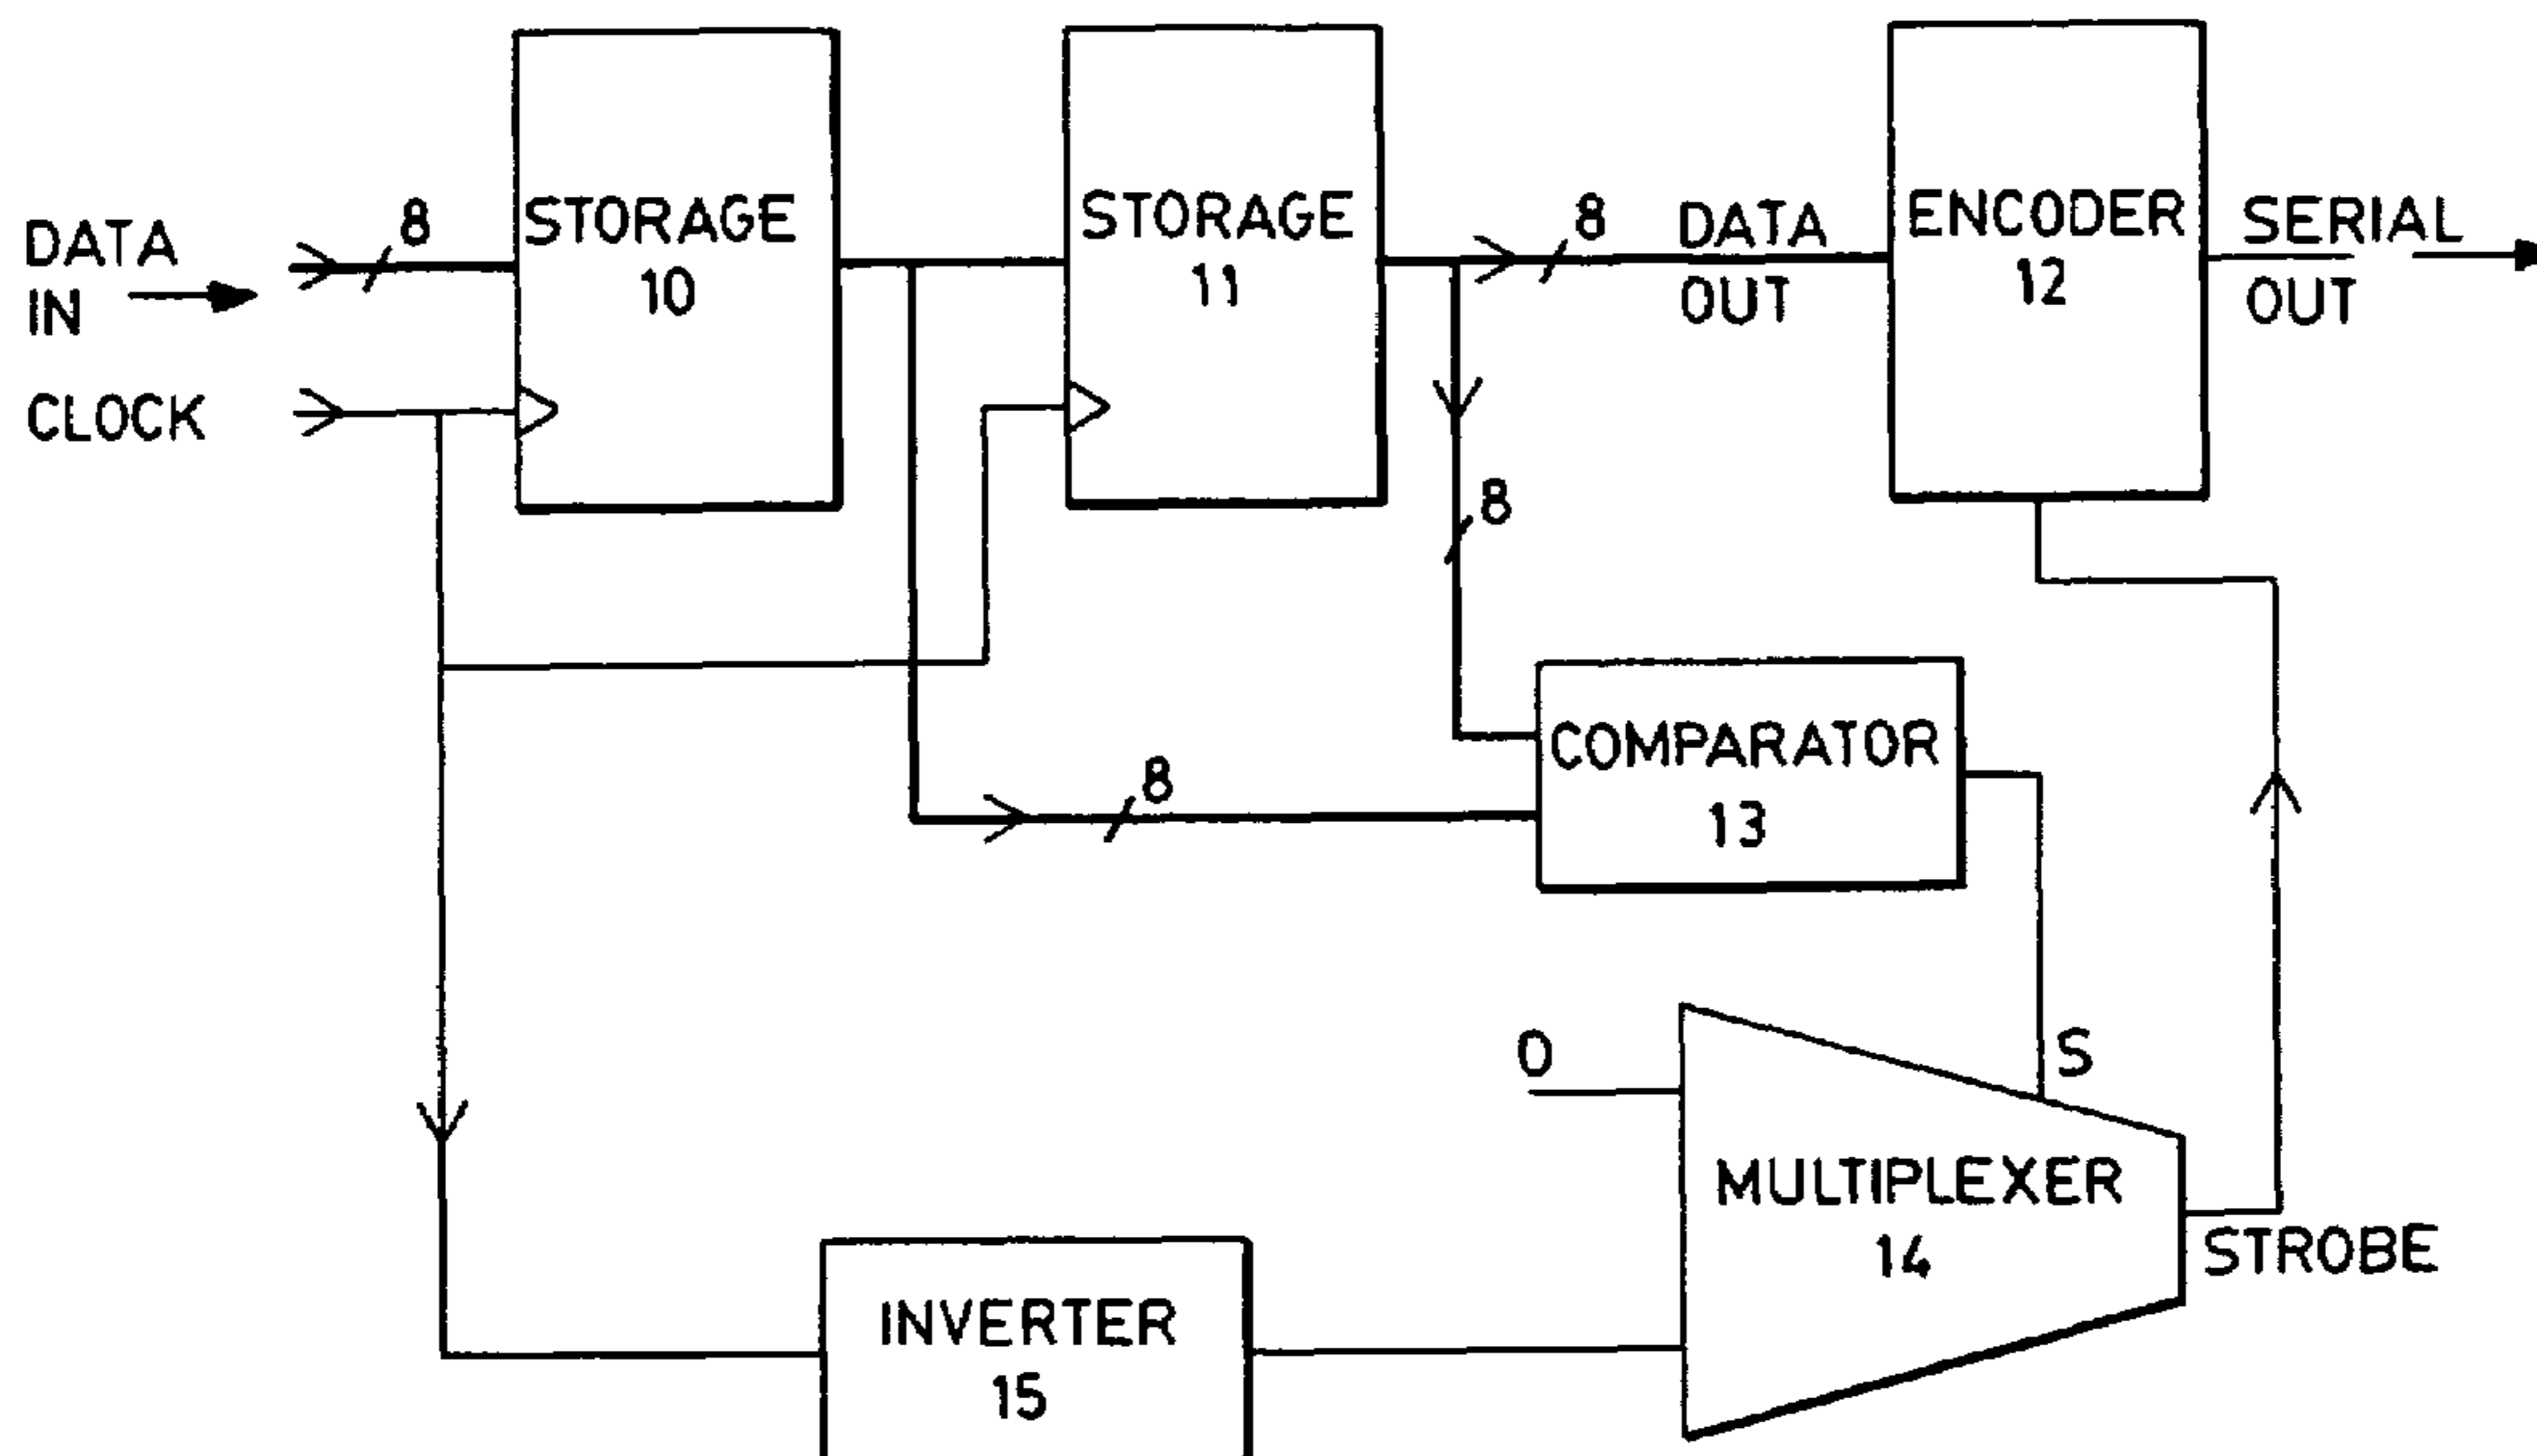 DATA
IN
CLOCK
8
STORAGE
10
STORAGE
11
8
DATA
OUT
ENCODER
12
SERIAL
OUT
8
8
COMPARATOR
13
0
S
MULTIPLEXER
14
STROBE
INVERTER
15